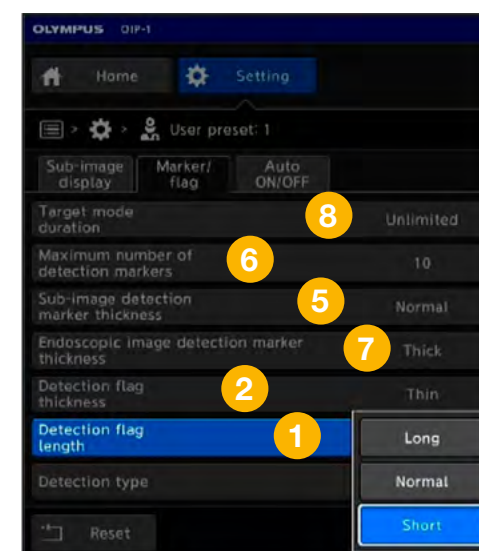 OLYMPUS OIP-1
Home Setting
User preset: 1
Sub-image Marker/ Auto
display flag ON/OFF
Target mode
duration 8 Unlimited
Maximum number of
detection markers 6 10
Sub-image detection
marker thickness 5 Normal
Endoscopic image detection marker
thickness 7 Thick
Detection flag
thickness 2 Thin
Detection flag
length 1 Long
Detection type Normal
Reset Short